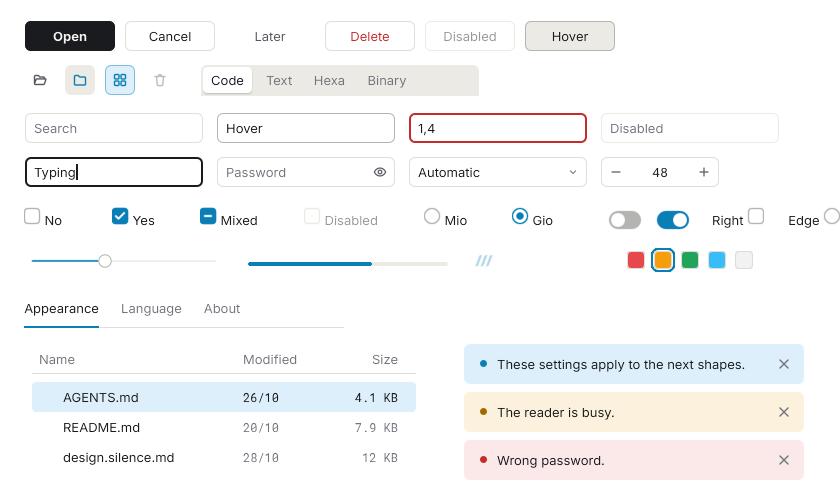 Open Cancel Later Delete Disabled Hover
Code Text Hexa Binary
Search Hover 1,4 Disabled
Typing Password Automatic 48
No Yes Mixed Disabled Mio Gio Right Edge
Appearance Language About
Name Modified Size
AGENTS.md 26/10 4.1 KB
README.md 20/10 7.9 KB
design.silence.md 28/10 12 KB
These settings apply to the next shapes.
The reader is busy.
Wrong password.